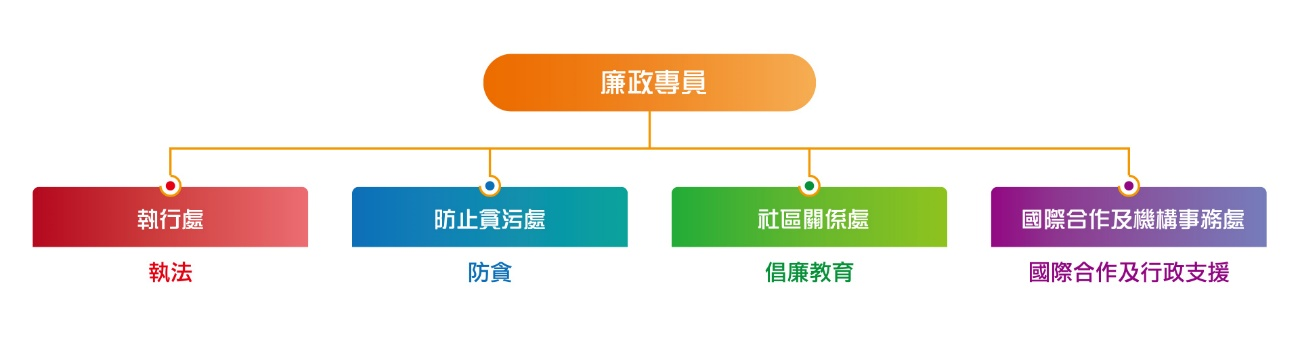 廉政專員
執行處
防止貪污處
社區關係處
國際合作及機構事務處
執法
防貪
倡廉教育
國際合作及行政支援